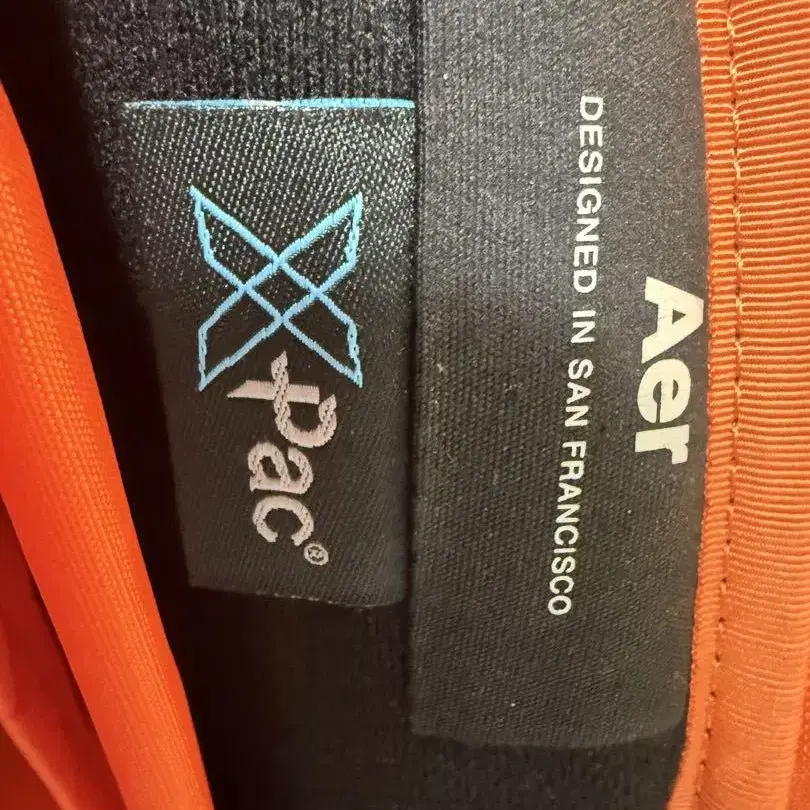 Aer
DESIGNED IN SAN FRANCISCO
X
Pac®